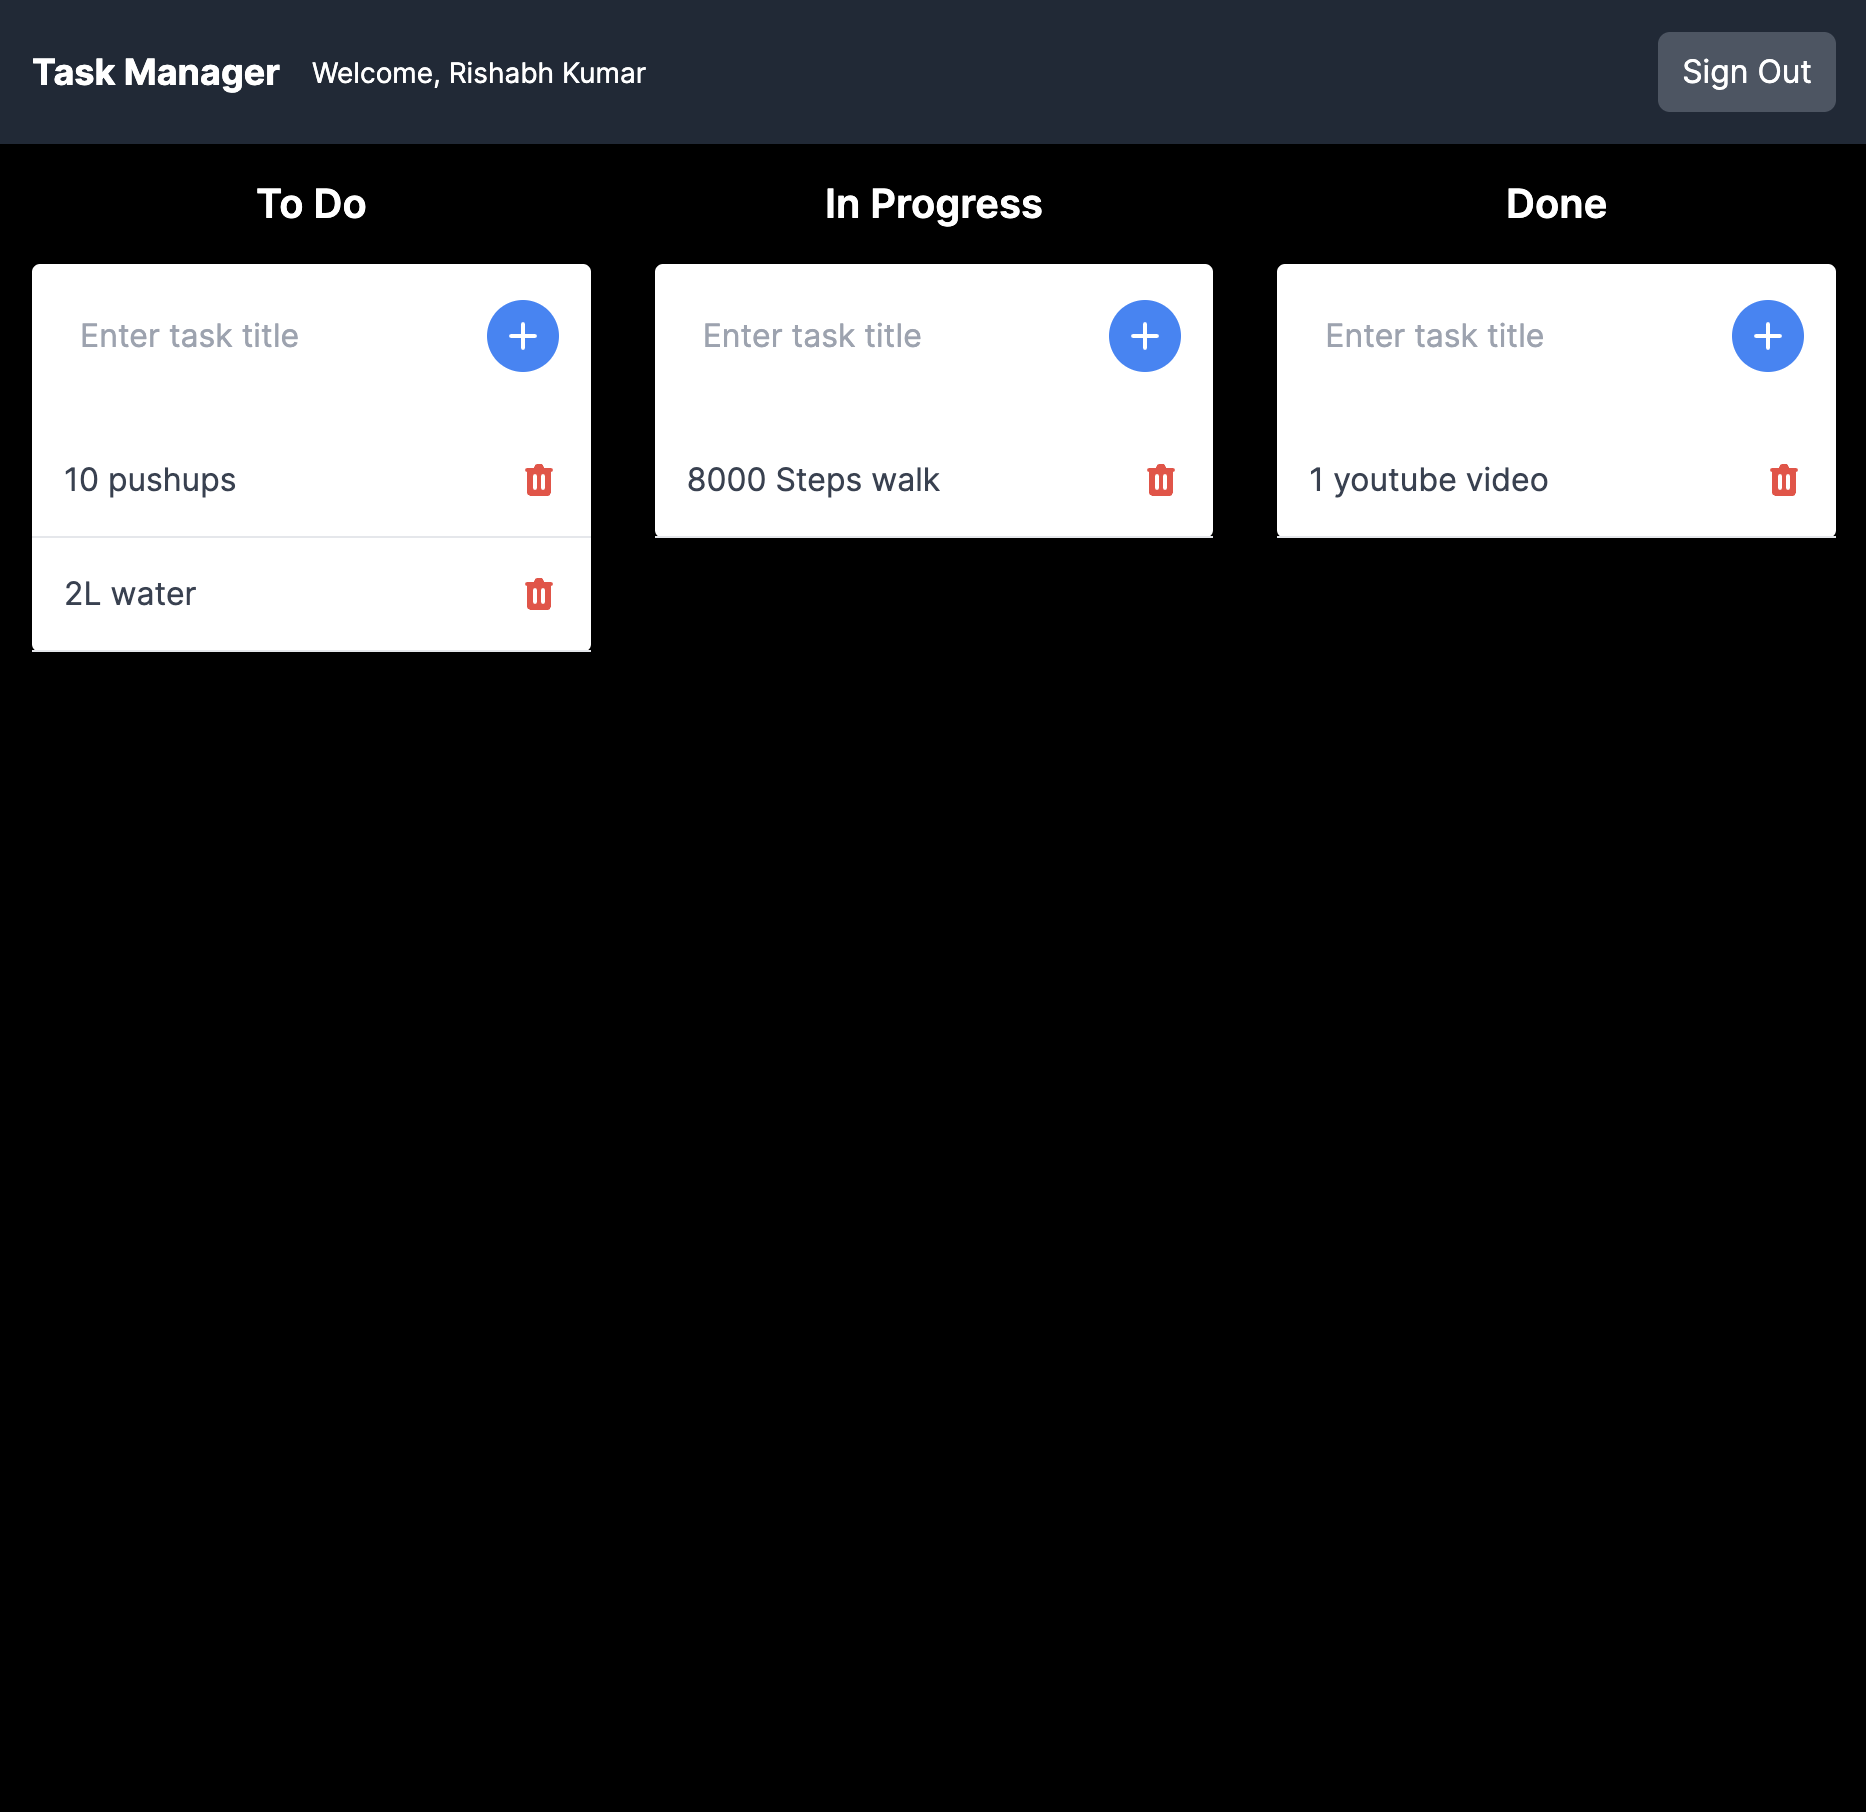 Task Manager
Welcome, Rishabh Kumar
Sign Out
To Do
Enter task title
10 pushups
2L water
In Progress
Enter task title
8000 Steps walk
Done
Enter task title
1 youtube video